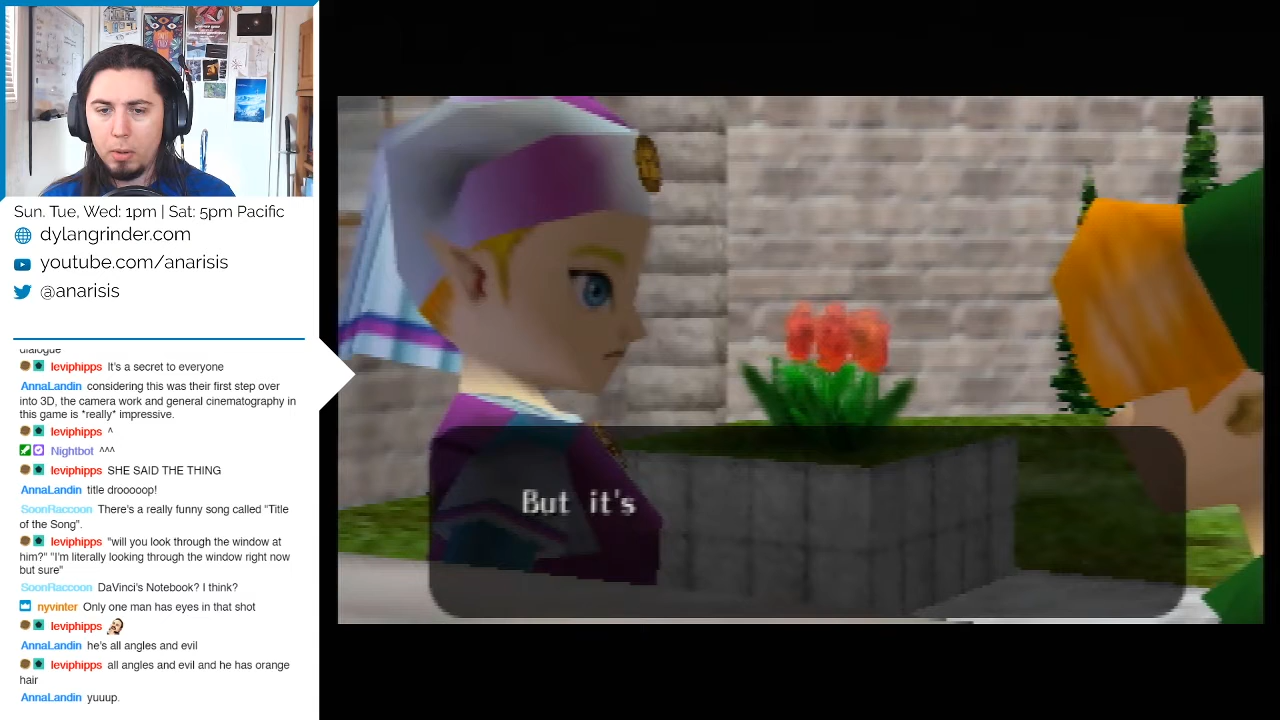 Sun. Tue, Wed: 1pm | Sat: 5pm Pacific
dylangrinder.com
youtube.com/anarisis
@anarisis
dialogue
leviphipps It's a secret to everyone
AnnaLandin considering this was their first step over
into 3D, the camera work and general cinematography in
this game is *really* impressive.
leviphipps ^
Nightbot ^^^
leviphipps SHE SAID THE THING
AnnaLandin title drooooop!
SoonRaccoon There's a really funny song called "Title
of the Song".
leviphipps "will you look through the window at
him?" "I'm literally looking through the window right now
but sure"
SoonRaccoon DaVinci's Notebook? I think?
nyvinter Only one man has eyes in that shot
leviphipps
AnnaLandin he's all angles and evil
leviphipps all angles and evil and he has orange
hair
AnnaLandin yuuup.
But it's